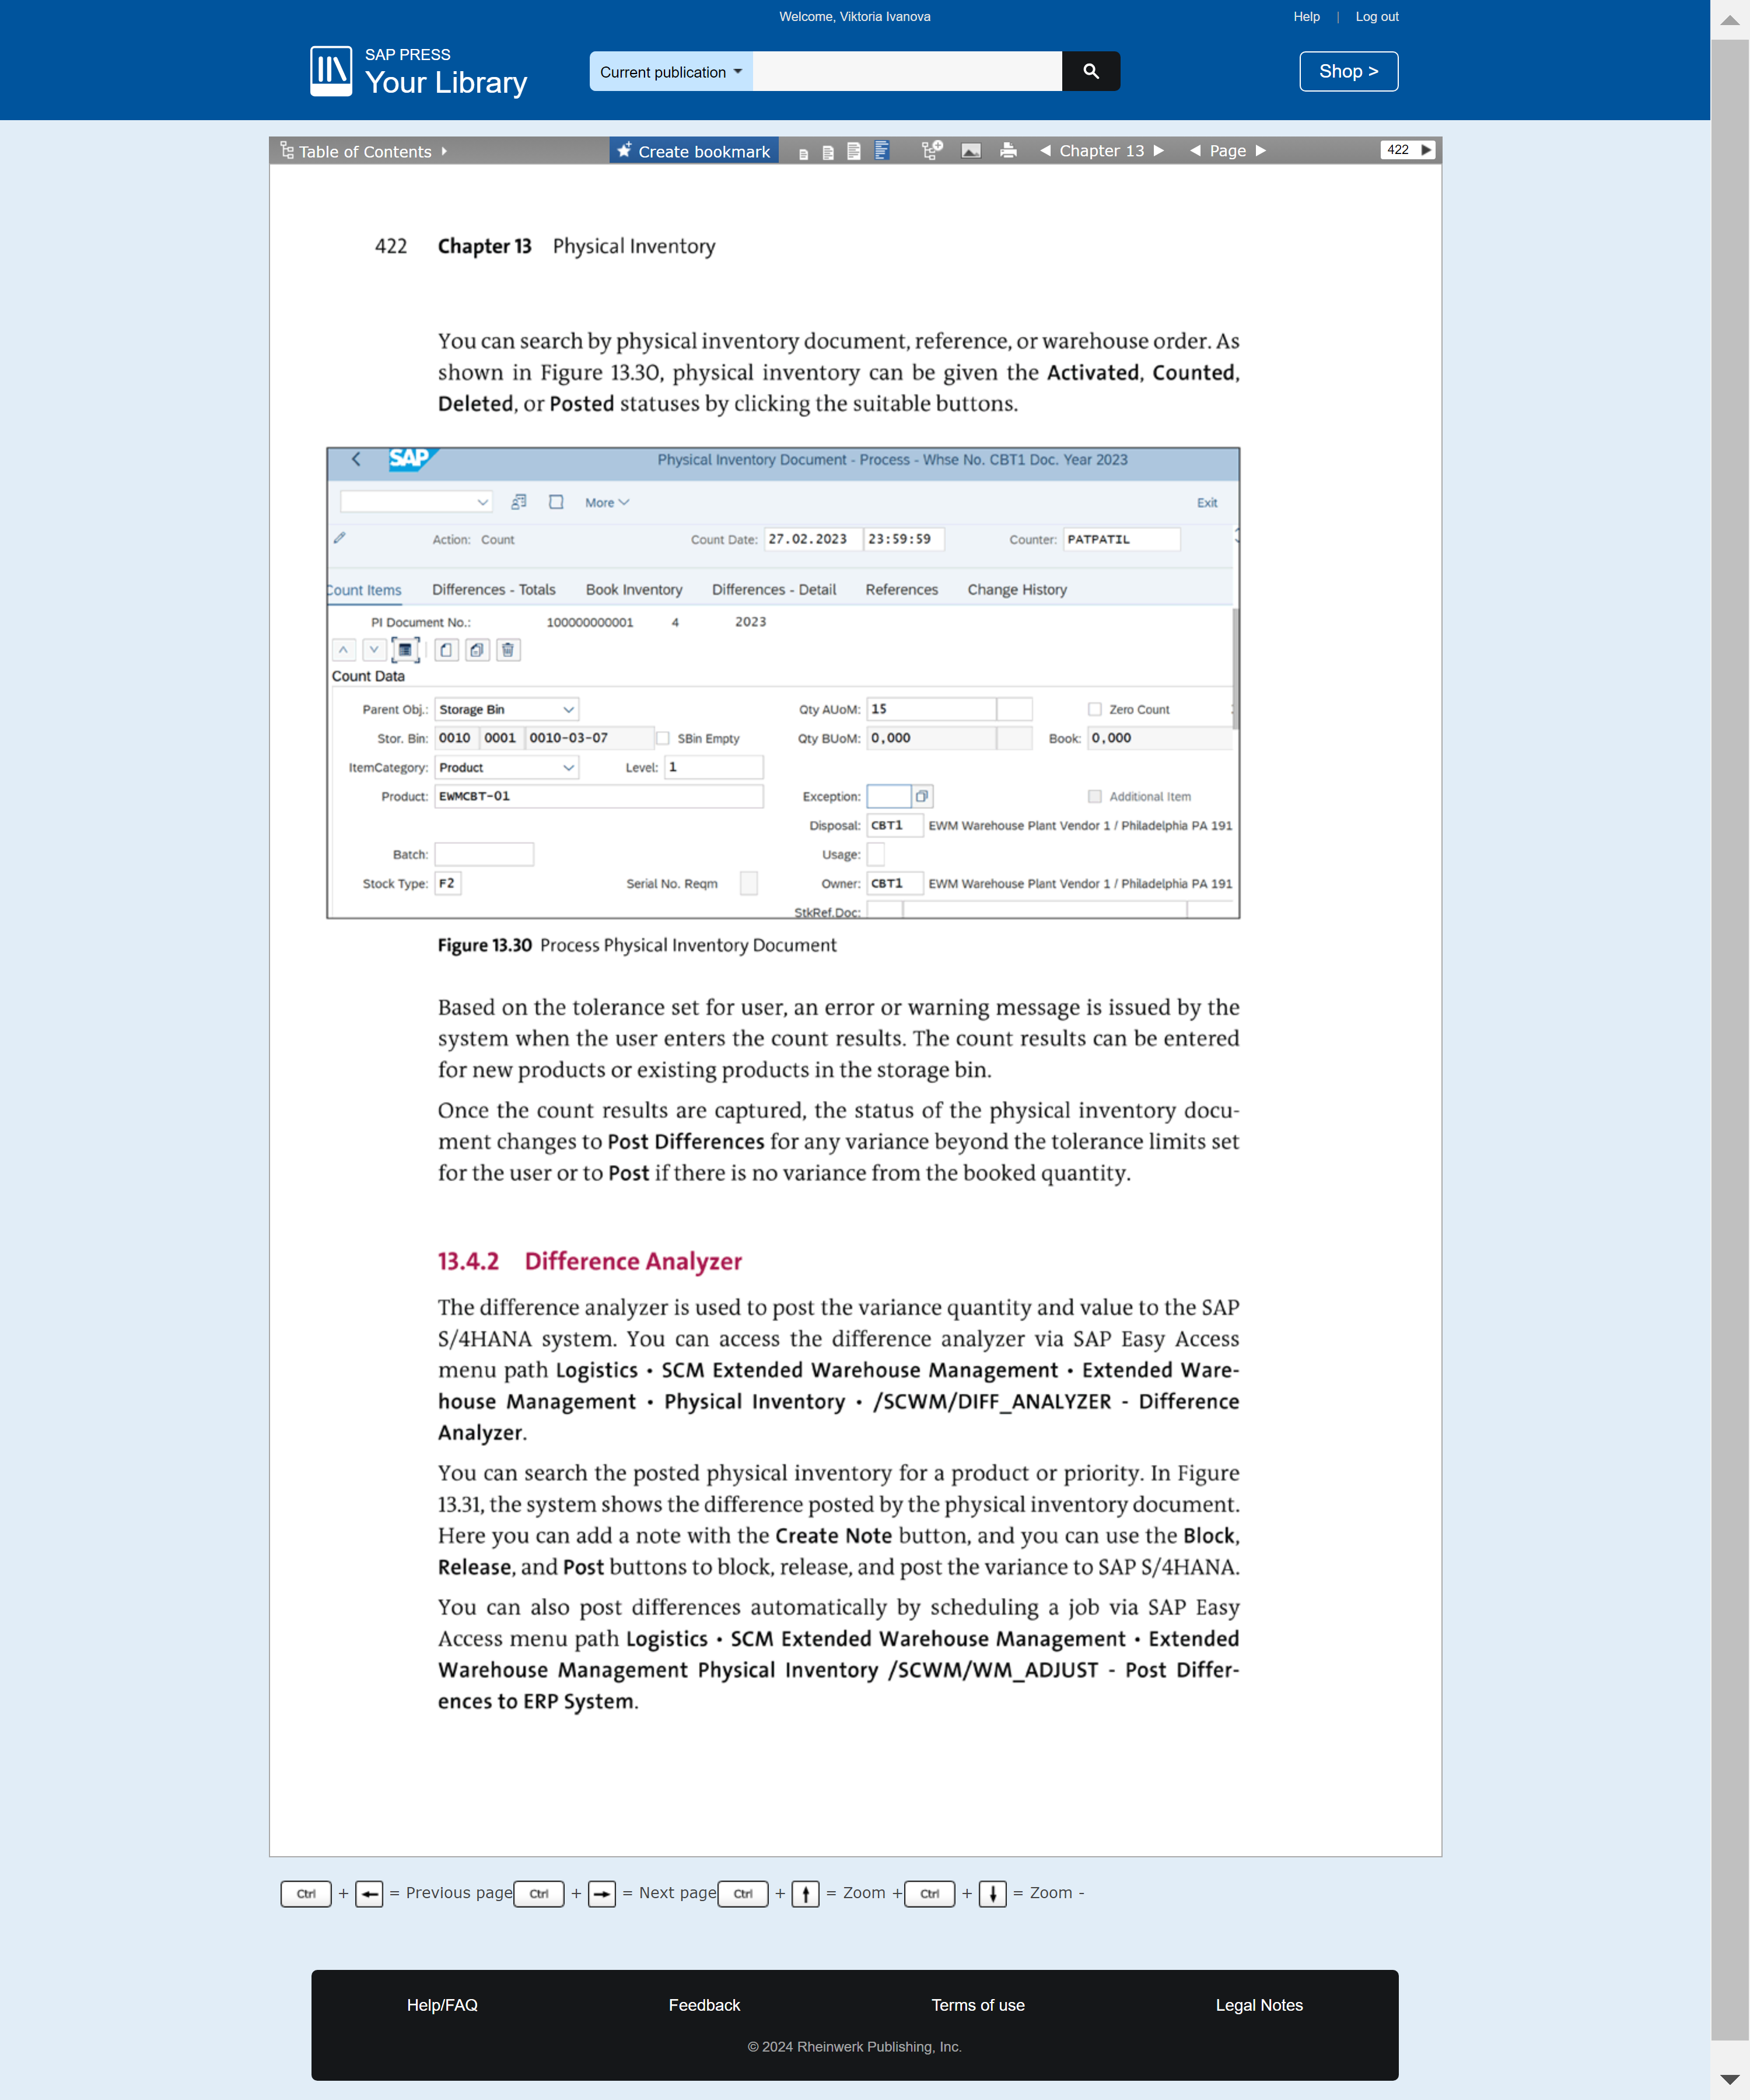 Welcome, Viktoria Ivanova
Help | Log out
SAP PRESS
Your Library
Current publication
Shop >
Table of Contents
Create bookmark
Chapter 13
Page
422
422 Chapter 13 Physical Inventory
You can search by physical inventory document, reference, or warehouse order. As
shown in Figure 13.30, physical inventory can be given the Activated, Counted,
Deleted, or Posted statuses by clicking the suitable buttons.
SAP
Physical Inventory Document - Process - Whse No. CBT1 Doc. Year 2023
More
Exit
Action: Count
Count Date: 27.02.2023 23:59:59
Counter: PATPATIL
Count Items Differences - Totals Book Inventory Differences - Detail References Change History
PI Document No.: 100000000001 4 2023
Count Data
Parent Obj.: Storage Bin Qty AUoM: 15 Zero Count
Stor. Bin: 0010 0001 0010-03-07 SBin Empty Qty BUoM: 0,000 Book: 0,000
ItemCategory: Product Level: 1
Product: EWMCBT-01 Exception: Additional Item
Disposal: CBT1 EWM Warehouse Plant Vendor 1 / Philadelphia PA 191
Batch: Usage:
Stock Type: F2 Serial No. Reqm Owner: CBT1 EWM Warehouse Plant Vendor 1 / Philadelphia PA 191
StkRef.Doc:
Figure 13.30 Process Physical Inventory Document
Based on the tolerance set for user, an error or warning message is issued by the
system when the user enters the count results. The count results can be entered
for new products or existing products in the storage bin.
Once the count results are captured, the status of the physical inventory docu-
ment changes to Post Differences for any variance beyond the tolerance limits set
for the user or to Post if there is no variance from the booked quantity.
13.4.2 Difference Analyzer
The difference analyzer is used to post the variance quantity and value to the SAP
S/4HANA system. You can access the difference analyzer via SAP Easy Access
menu path Logistics • SCM Extended Warehouse Management • Extended Ware-
house Management • Physical Inventory • /SCWM/DIFF_ANALYZER - Difference
Analyzer.
You can search the posted physical inventory for a product or priority. In Figure
13.31, the system shows the difference posted by the physical inventory document.
Here you can add a note with the Create Note button, and you can use the Block,
Release, and Post buttons to block, release, and post the variance to SAP S/4HANA.
You can also post differences automatically by scheduling a job via SAP Easy
Access menu path Logistics • SCM Extended Warehouse Management • Extended
Warehouse Management Physical Inventory /SCWM/WM_ADJUST - Post Differ-
ences to ERP System.
Ctrl + ← = Previous page Ctrl + → = Next page Ctrl + ↑ = Zoom + Ctrl + ↓ = Zoom -
Help/FAQ Feedback Terms of use Legal Notes
© 2024 Rheinwerk Publishing, Inc.